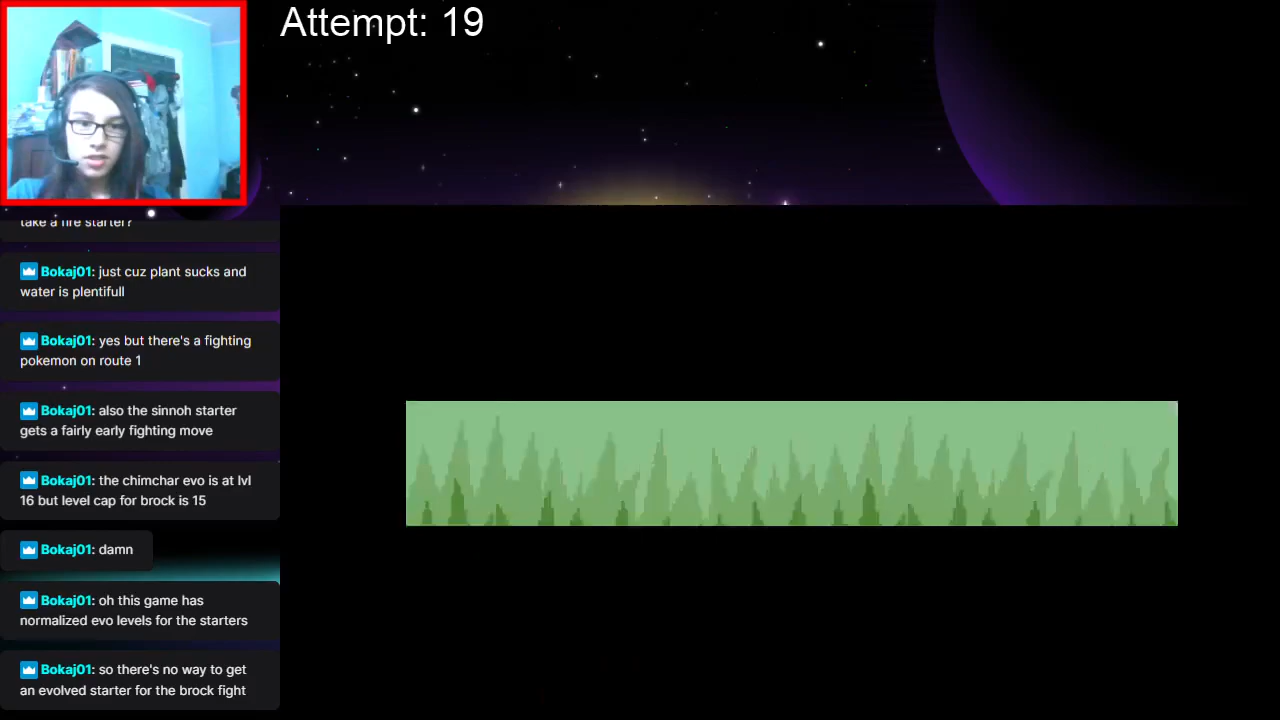 Attempt: 19
take a fire starter?
Bokaj01: just cuz plant sucks and
water is plentifull
Bokaj01: yes but there's a fighting
pokemon on route 1
Bokaj01: also the sinnoh starter
gets a fairly early fighting move
Bokaj01: the chimchar evo is at lvl
16 but level cap for brock is 15
Bokaj01: damn
Bokaj01: oh this game has
normalized evo levels for the starters
Bokaj01: so there's no way to get
an evolved starter for the brock fight